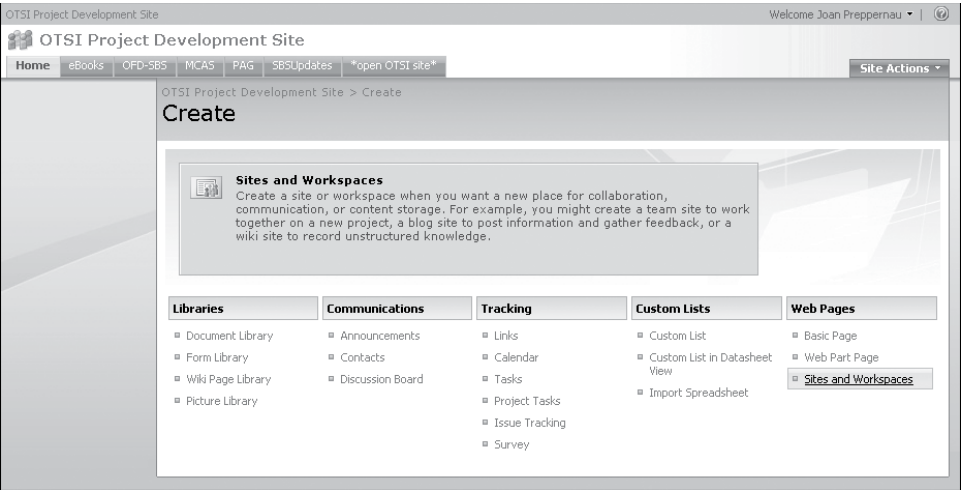 OTSI Project Development Site
Welcome Joan Preppernau
OTSI Project Development Site
Home eBooks OFD-SBS MCAS PAG SBSUpdates *open OTSI site*
Site Actions
OTSI Project Development Site > Create
Create
Sites and Workspaces
Create a site or workspace when you want a new place for collaboration,
communication, or content storage. For example, you might create a team site to work
together on a new project, a blog site to post information and gather feedback, or a
wiki site to record unstructured knowledge.
Libraries
Document Library
Form Library
Wiki Page Library
Picture Library
Communications
Announcements
Contacts
Discussion Board
Tracking
Links
Calendar
Tasks
Project Tasks
Issue Tracking
Survey
Custom Lists
Custom List
Custom List in Datasheet
View
Import Spreadsheet
Web Pages
Basic Page
Web Part Page
Sites and Workspaces